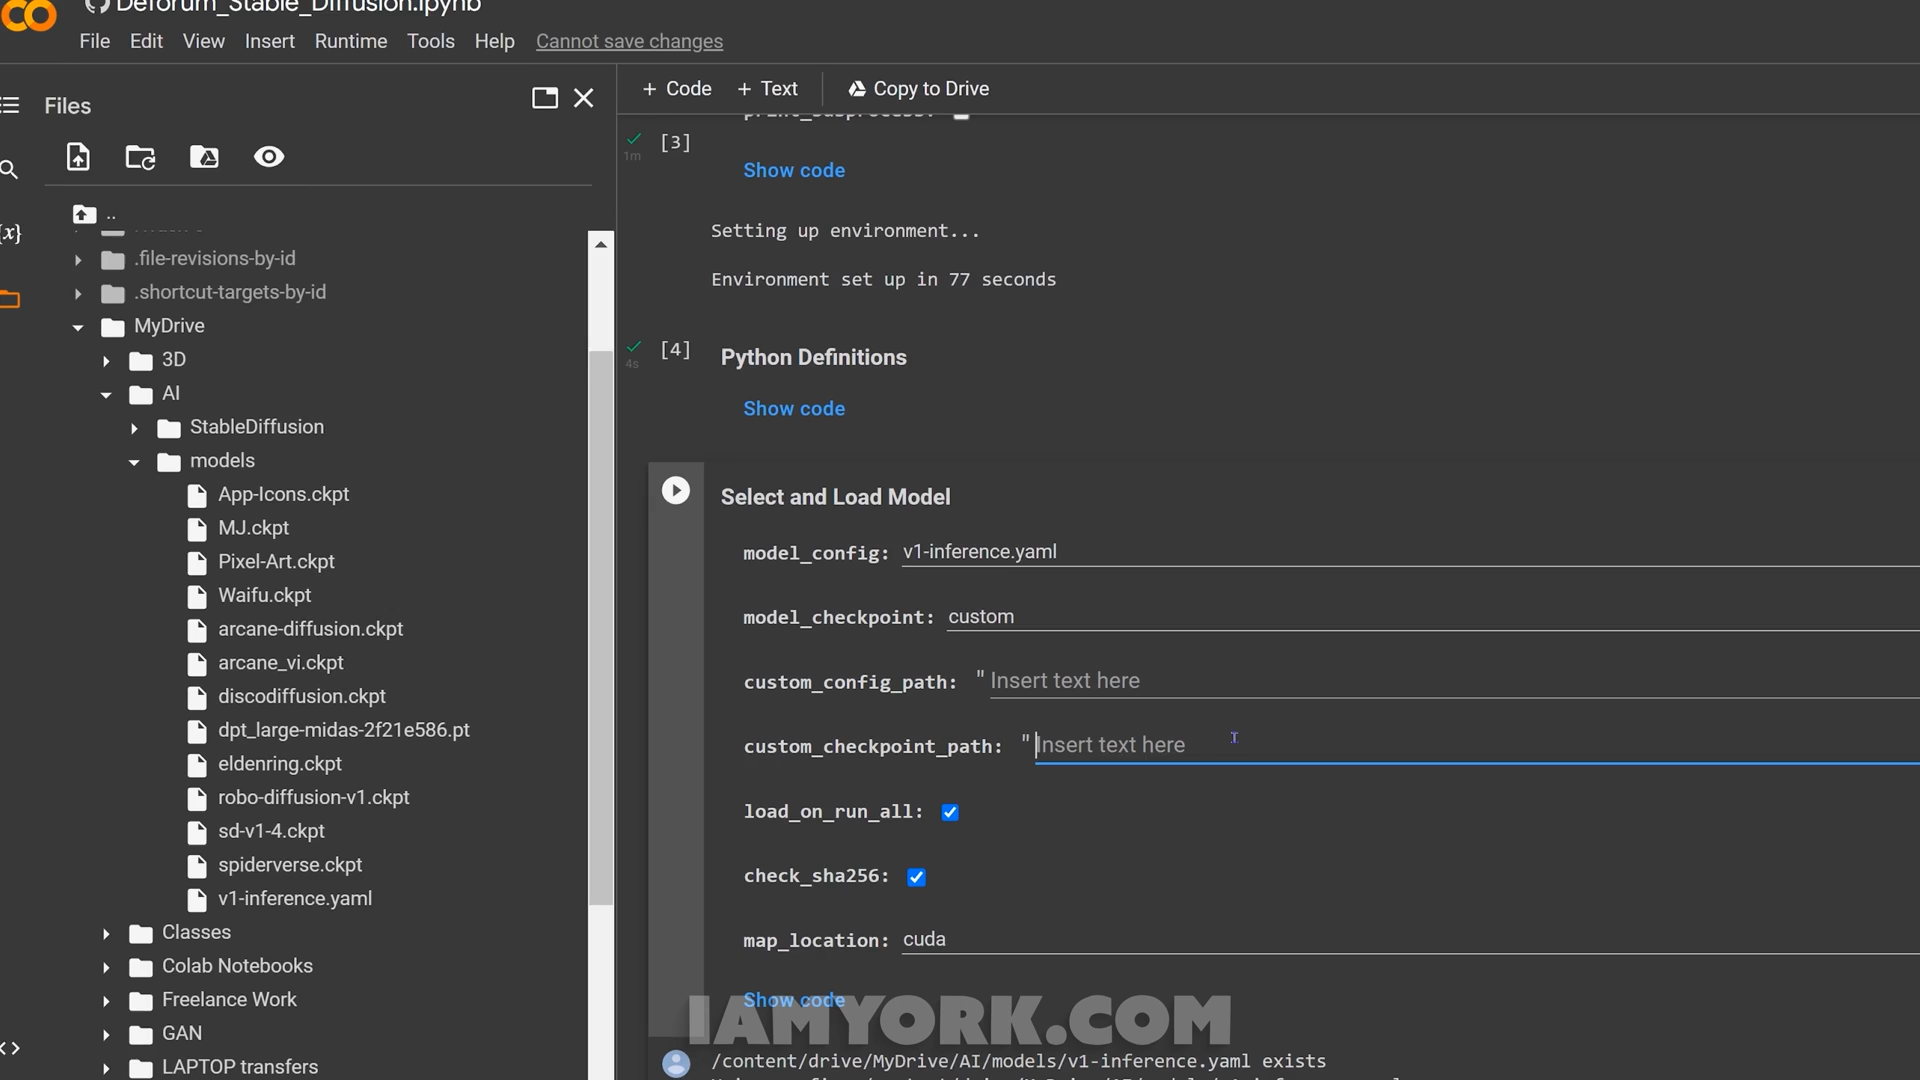 Deforum_Stable_Diffusion.ipynb
File Edit View Insert Runtime Tools Help Cannot save changes
Files
+ Code + Text Copy to Drive
print_subprocess:
[3]
1m
Show code
..
{x}
.file-revisions-by-id
.shortcut-targets-by-id
MyDrive
3D
AI
StableDiffusion
models
App-Icons.ckpt
MJ.ckpt
Pixel-Art.ckpt
Waifu.ckpt
arcane-diffusion.ckpt
arcane_vi.ckpt
discodiffusion.ckpt
dpt_large-midas-2f21e586.pt
eldenring.ckpt
robo-diffusion-v1.ckpt
sd-v1-4.ckpt
spiderverse.ckpt
v1-inference.yaml
Classes
Colab Notebooks
Freelance Work
GAN
LAPTOP transfers
Setting up environment...
Environment set up in 77 seconds
[4] Python Definitions
4s
Show code
Select and Load Model
model_config: v1-inference.yaml
model_checkpoint: custom
custom_config_path: " Insert text here
custom_checkpoint_path: " Insert text here
load_on_run_all:
check_sha256:
map_location: cuda
Show code
IAMYORK.COM
/content/drive/MyDrive/AI/models/v1-inference.yaml exists